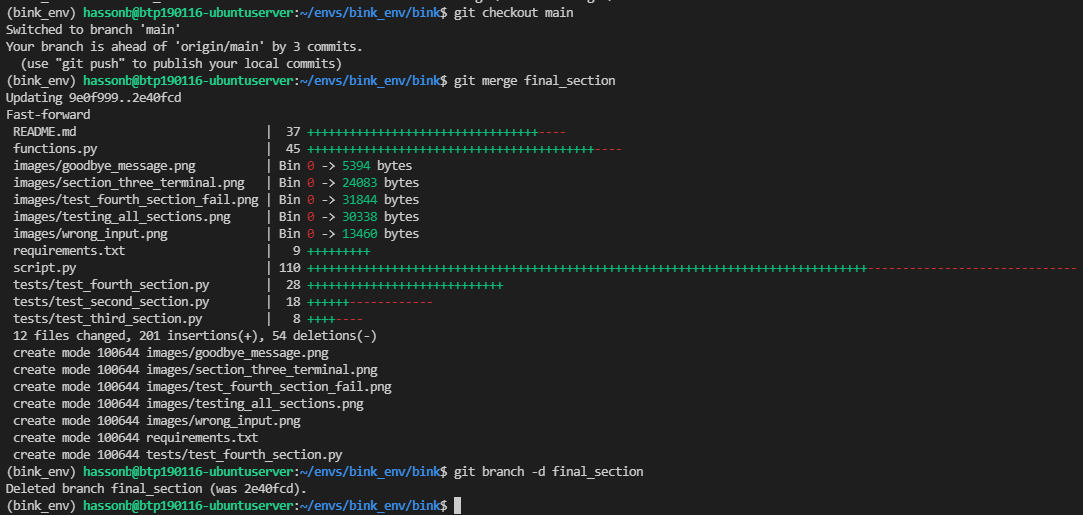 (bink_env) hassonb@btp190116-ubuntuserver:~/envs/bink_env/bink$ git checkout main
Switched to branch 'main'
Your branch is ahead of 'origin/main' by 3 commits.
  (use "git push" to publish your local commits)
(bink_env) hassonb@btp190116-ubuntuserver:~/envs/bink_env/bink$ git merge final_section
Updating 9e0f999..2e40fcd
Fast-forward
 README.md                           |  37 +++++++++++++++++++++++++++++++++----
 functions.py                        |  45 +++++++++++++++++++++++++++++++++++++++++----
 images/goodbye_message.png          | Bin 0 -> 5394 bytes
 images/section_three_terminal.png   | Bin 0 -> 24083 bytes
 images/test_fourth_section_fail.png | Bin 0 -> 31844 bytes
 images/testing_all_sections.png     | Bin 0 -> 30338 bytes
 images/wrong_input.png              | Bin 0 -> 13460 bytes
 requirements.txt                    |   9 +++++++++
 script.py                           | 110 ++++++++++++++++++++++++++++++++++++++++++++++++++++++++++++++++++++++++++++++++------------------------------
 tests/test_fourth_section.py        |  28 ++++++++++++++++++++++++++++
 tests/test_second_section.py        |  18 ++++++------------
 tests/test_third_section.py         |   8 ++++----
 12 files changed, 201 insertions(+), 54 deletions(-)
 create mode 100644 images/goodbye_message.png
 create mode 100644 images/section_three_terminal.png
 create mode 100644 images/test_fourth_section_fail.png
 create mode 100644 images/testing_all_sections.png
 create mode 100644 images/wrong_input.png
 create mode 100644 requirements.txt
 create mode 100644 tests/test_fourth_section.py
(bink_env) hassonb@btp190116-ubuntuserver:~/envs/bink_env/bink$ git branch -d final_section
Deleted branch final_section (was 2e40fcd).
(bink_env) hassonb@btp190116-ubuntuserver:~/envs/bink_env/bink$